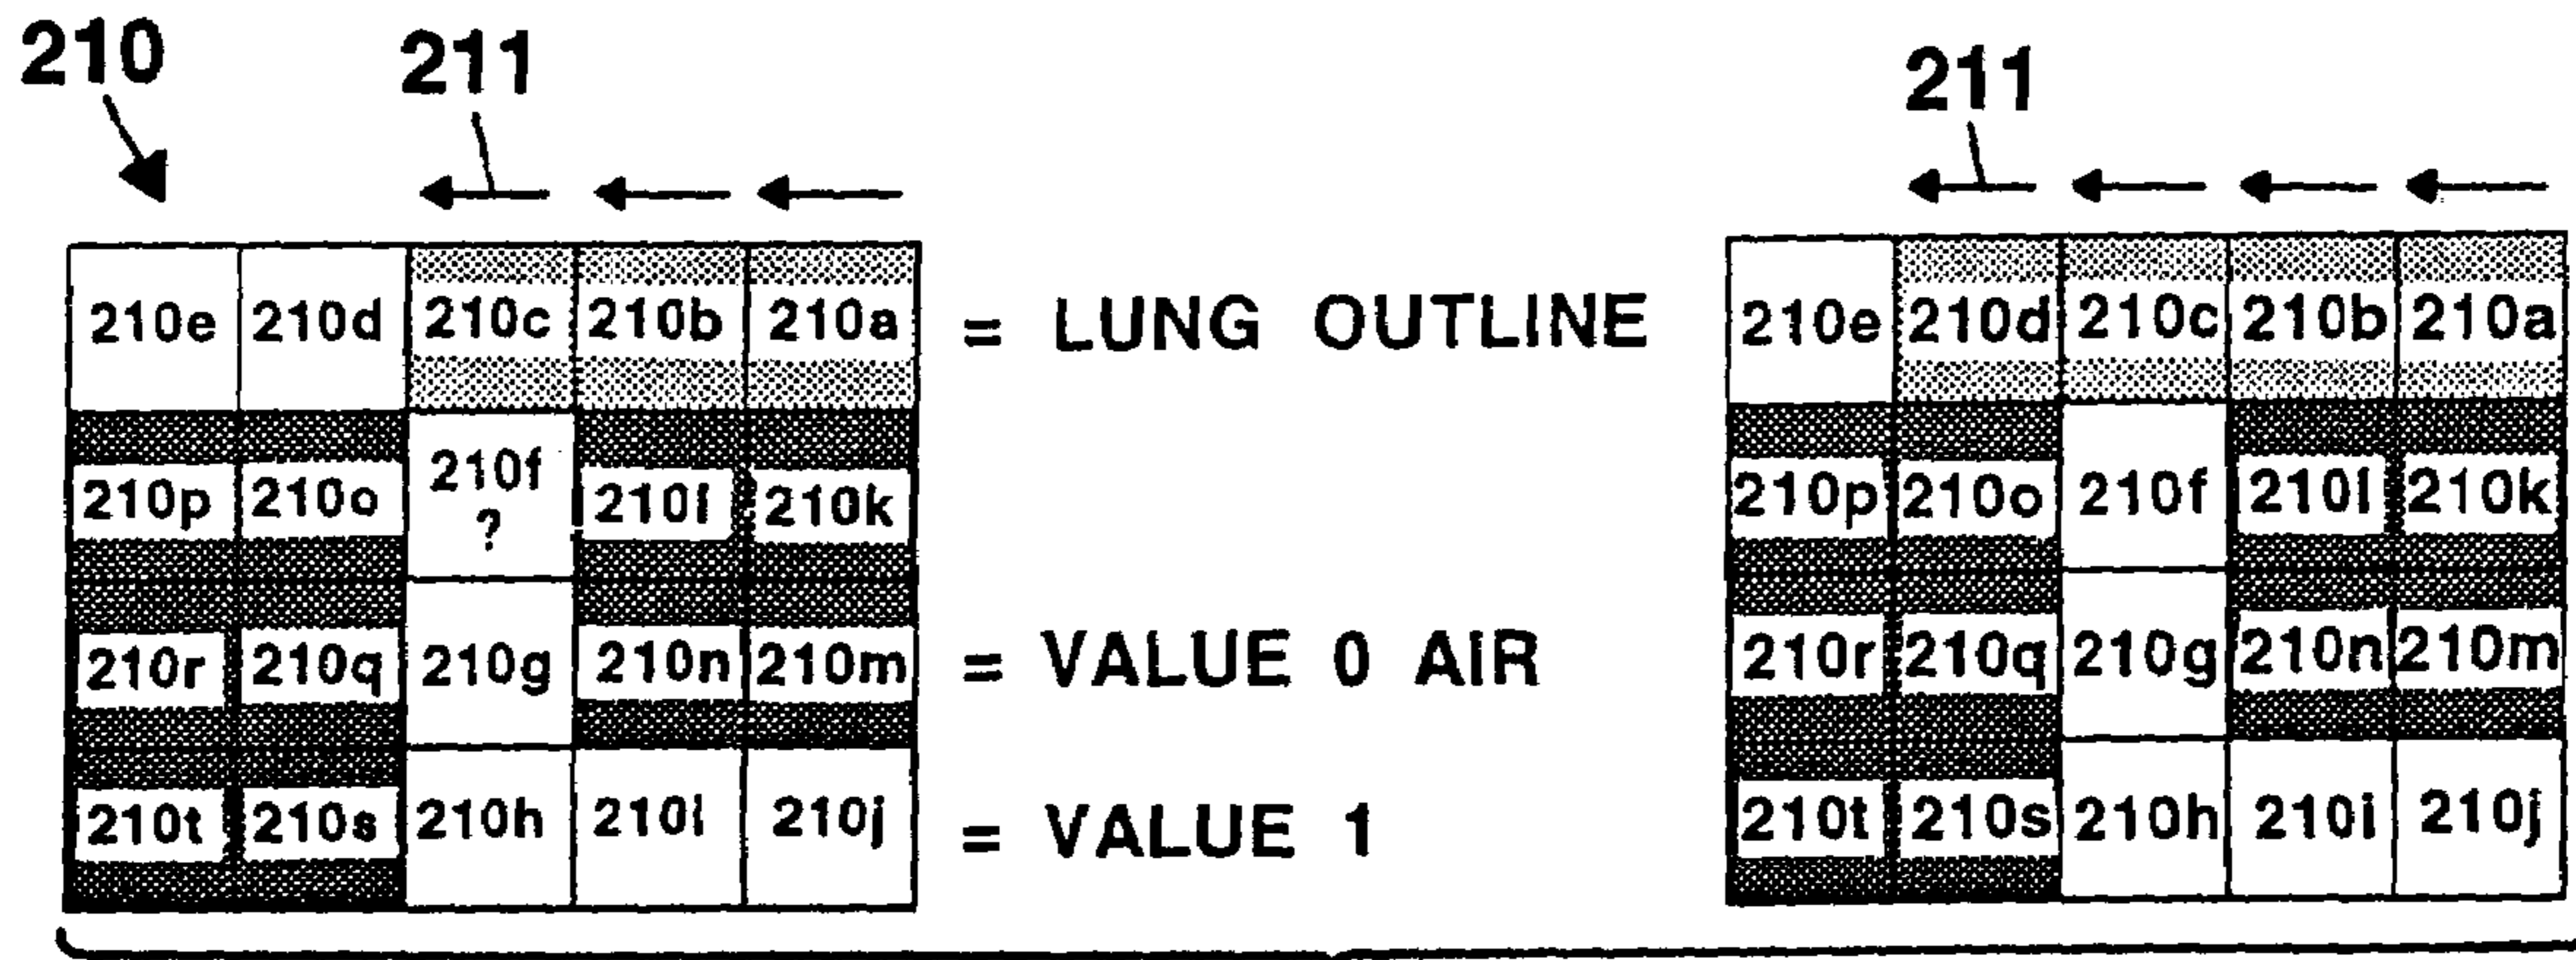 210 211 211
210e 210d 210c 210b 210a = LUNG OUTLINE 210e 210d 210c 210b 210a
210p 210o 210f ? 210l 210k 210p 210o 210f 210l 210k
210r 210q 210g 210n 210m = VALUE 0 AIR 210r 210q 210g 210n 210m
210t 210s 210h 210i 210j = VALUE 1 210t 210s 210h 210i 210j